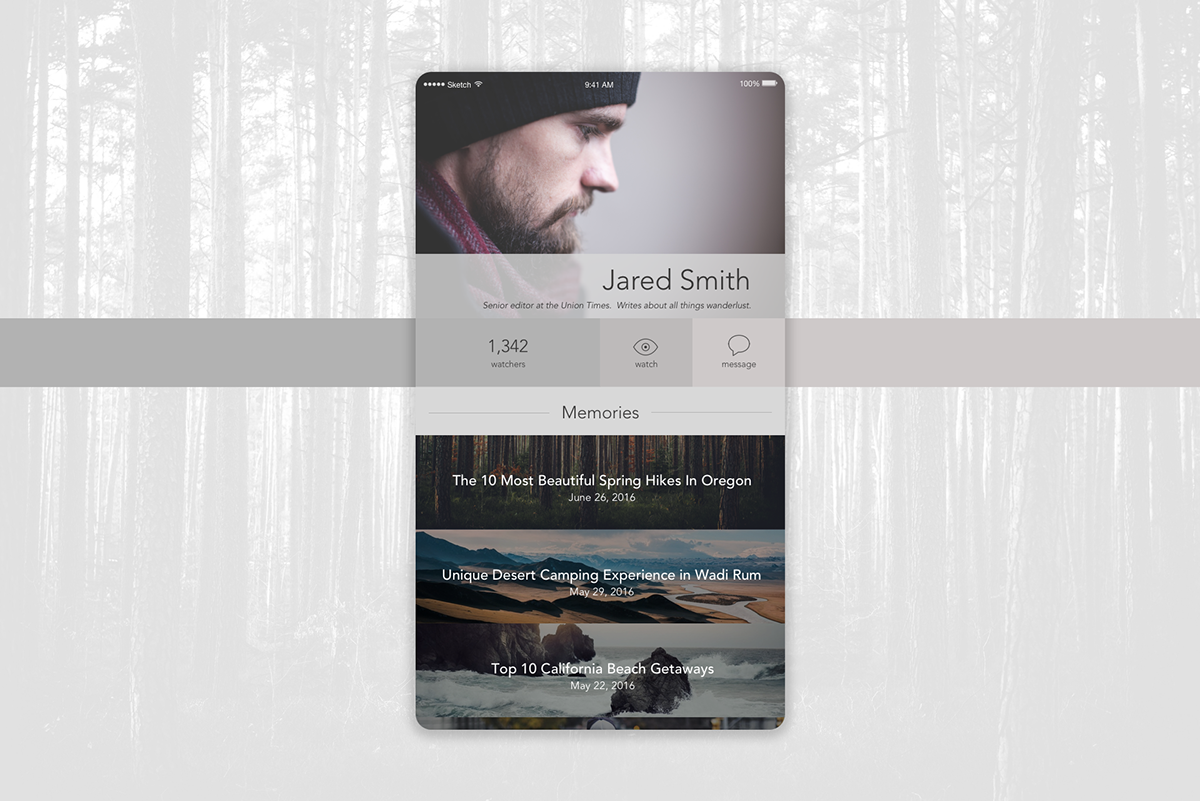 ●●●●● Sketch 9:41 AM 100%
Jared Smith
Senior editor at the Union Times. Writes about all things wanderlust.
1,342
watchers
watch
message
Memories
The 10 Most Beautiful Spring Hikes In Oregon
June 26, 2016
Unique Desert Camping Experience in Wadi Rum
May 29, 2016
Top 10 California Beach Getaways
May 22, 2016